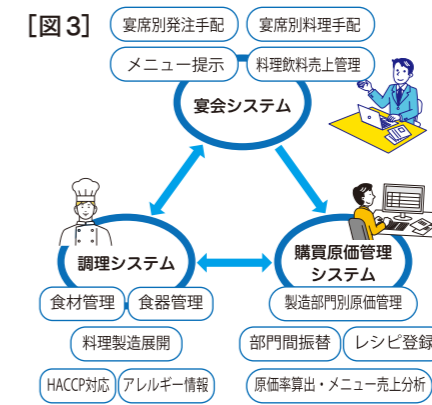 ［図3］
宴席別発注手配
宴席別料理手配
メニュー提示
料理飲料売上管理
宴会システム
調理システム
食材管理
食器管理
料理製造展開
HACCP対応
アレルギー情報
購買原価管理
システム
製造部門別原価管理
部門間振替
レシピ登録
原価率算出・メニュー売上分析